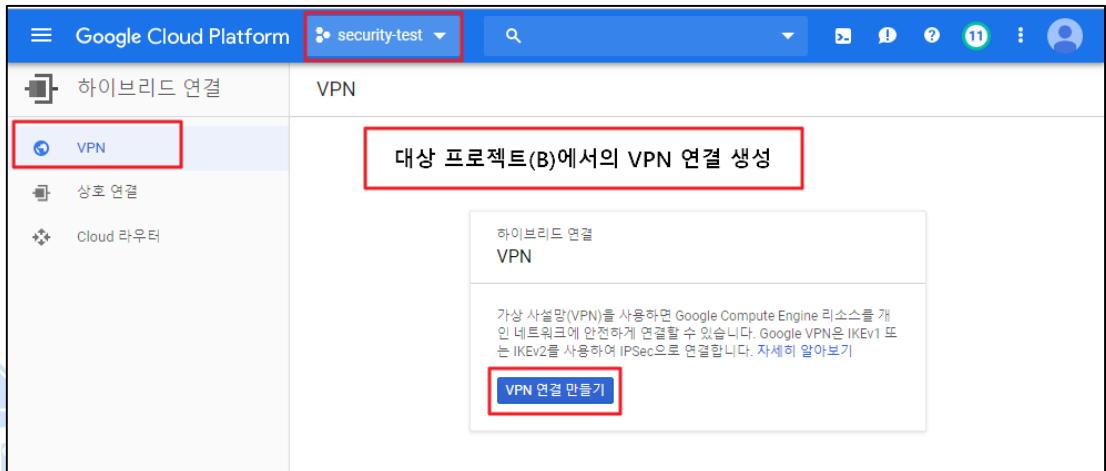 Google Cloud Platform
security-test
11
하이브리드 연결
VPN
VPN
대상 프로젝트(B)에서의 VPN 연결 생성
상호 연결
Cloud 라우터
하이브리드 연결
VPN
가상 사설망(VPN)을 사용하면 Google Compute Engine 리소스를 개
인 네트워크에 안전하게 연결할 수 있습니다. Google VPN은 IKEv1 또
는 IKEv2를 사용하여 IPSec으로 연결합니다. 자세히 알아보기
VPN 연결 만들기